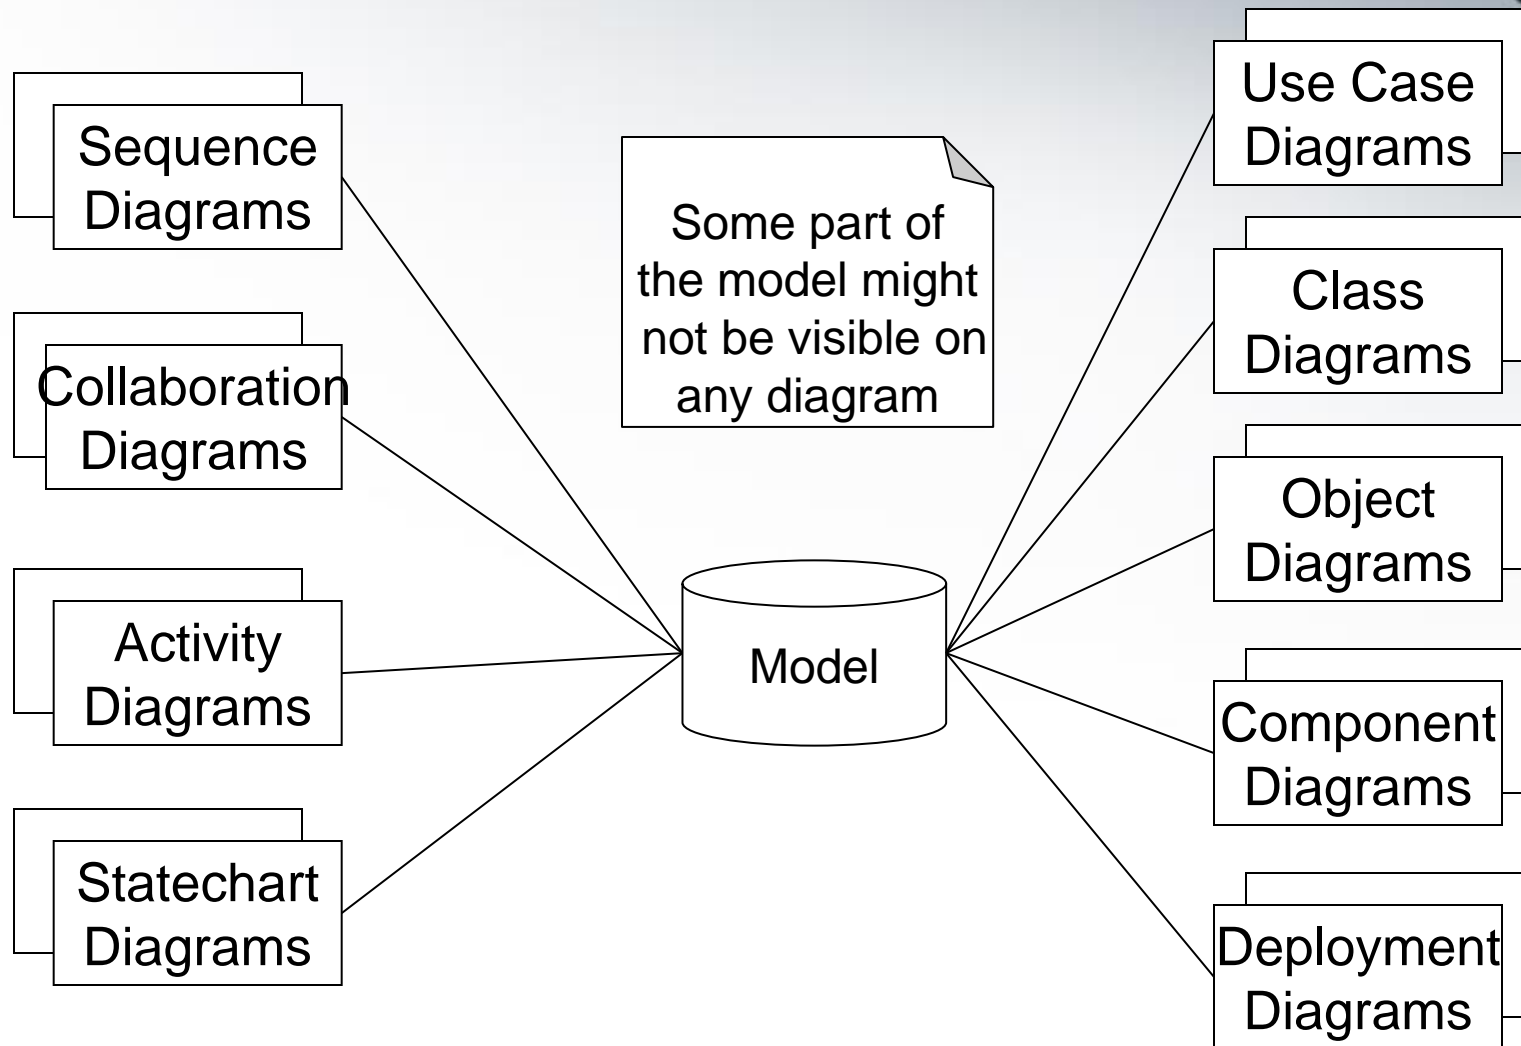 Sequence
Diagrams
Collaboration
Diagrams
Activity
Diagrams
Statechart
Diagrams
Some part of
the model might
not be visible on
any diagram
Model
Use Case
Diagrams
Class
Diagrams
Object
Diagrams
Component
Diagrams
Deployment
Diagrams